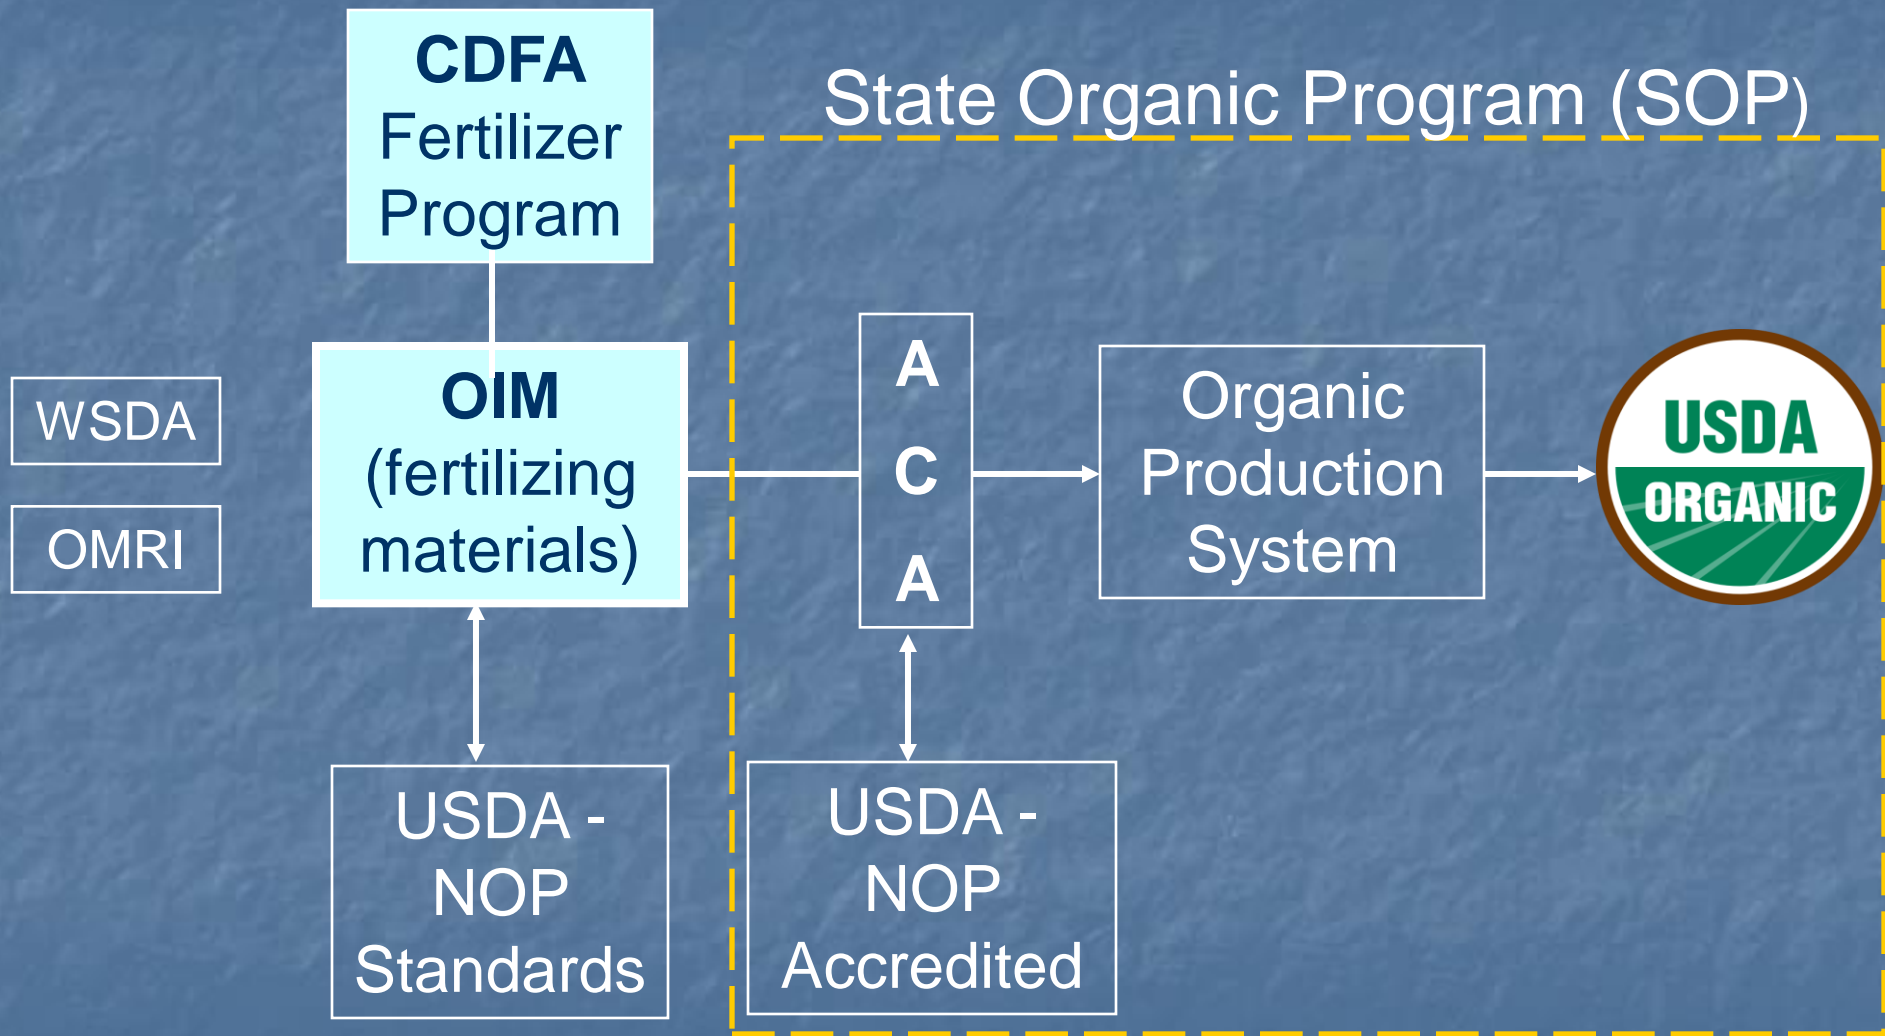 CDFA
Fertilizer
Program
State Organic Program (SOP)
WSDA
OMRI
OIM
(fertilizing
materials)
A
C
A
Organic
Production
System
USDA
ORGANIC
USDA -
NOP
Standards
USDA -
NOP
Accredited